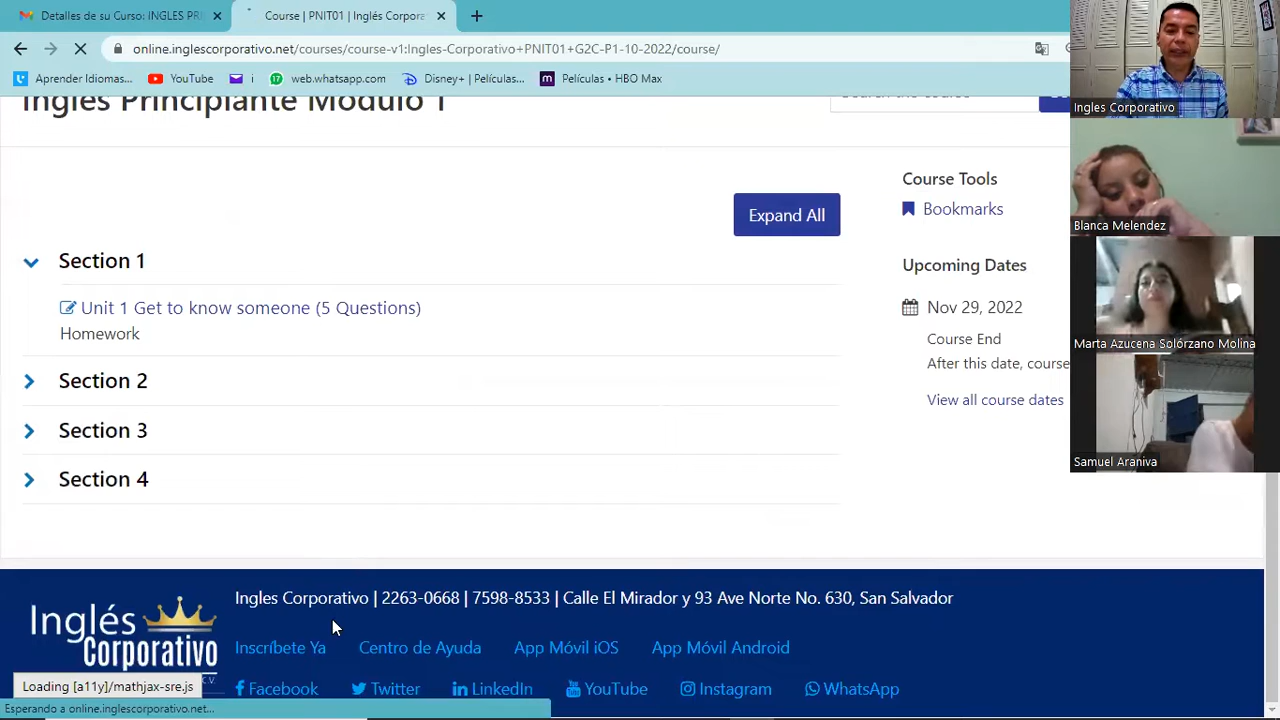 Detalles de su Curso: INGLES PRI
Course | PNIT01 | Inglés Corpora
online.inglescorporativo.net/courses/course-v1:Ingles-Corporativo+PNIT01+G2C-P1-10-2022/course/
Aprender Idiomas...
YouTube
i
web.whatsapp.com
Disney+ | Películas...
Películas • HBO Max
Ingles Corporativo
Blanca Melendez
Marta Azucena Solórzano Molina
Samuel Araniva
Inglés Principiante Módulo 1
Search the course
Expand All
Section 1
Unit 1 Get to know someone (5 Questions)
Homework
Section 2
Section 3
Section 4
Course Tools
Bookmarks
Upcoming Dates
Nov 29, 2022
Course End
After this date, course
View all course dates
Inglés
Corporativo
C.V.
Ingles Corporativo | 2263-0668 | 7598-8533 | Calle El Mirador y 93 Ave Norte No. 630, San Salvador
Inscríbete Ya
Centro de Ayuda
App Móvil iOS
App Móvil Android
Facebook
Twitter
LinkedIn
YouTube
Instagram
WhatsApp
Loading [a11y]/mathjax-sre.js
Esperando a online.inglescorporativo.net...